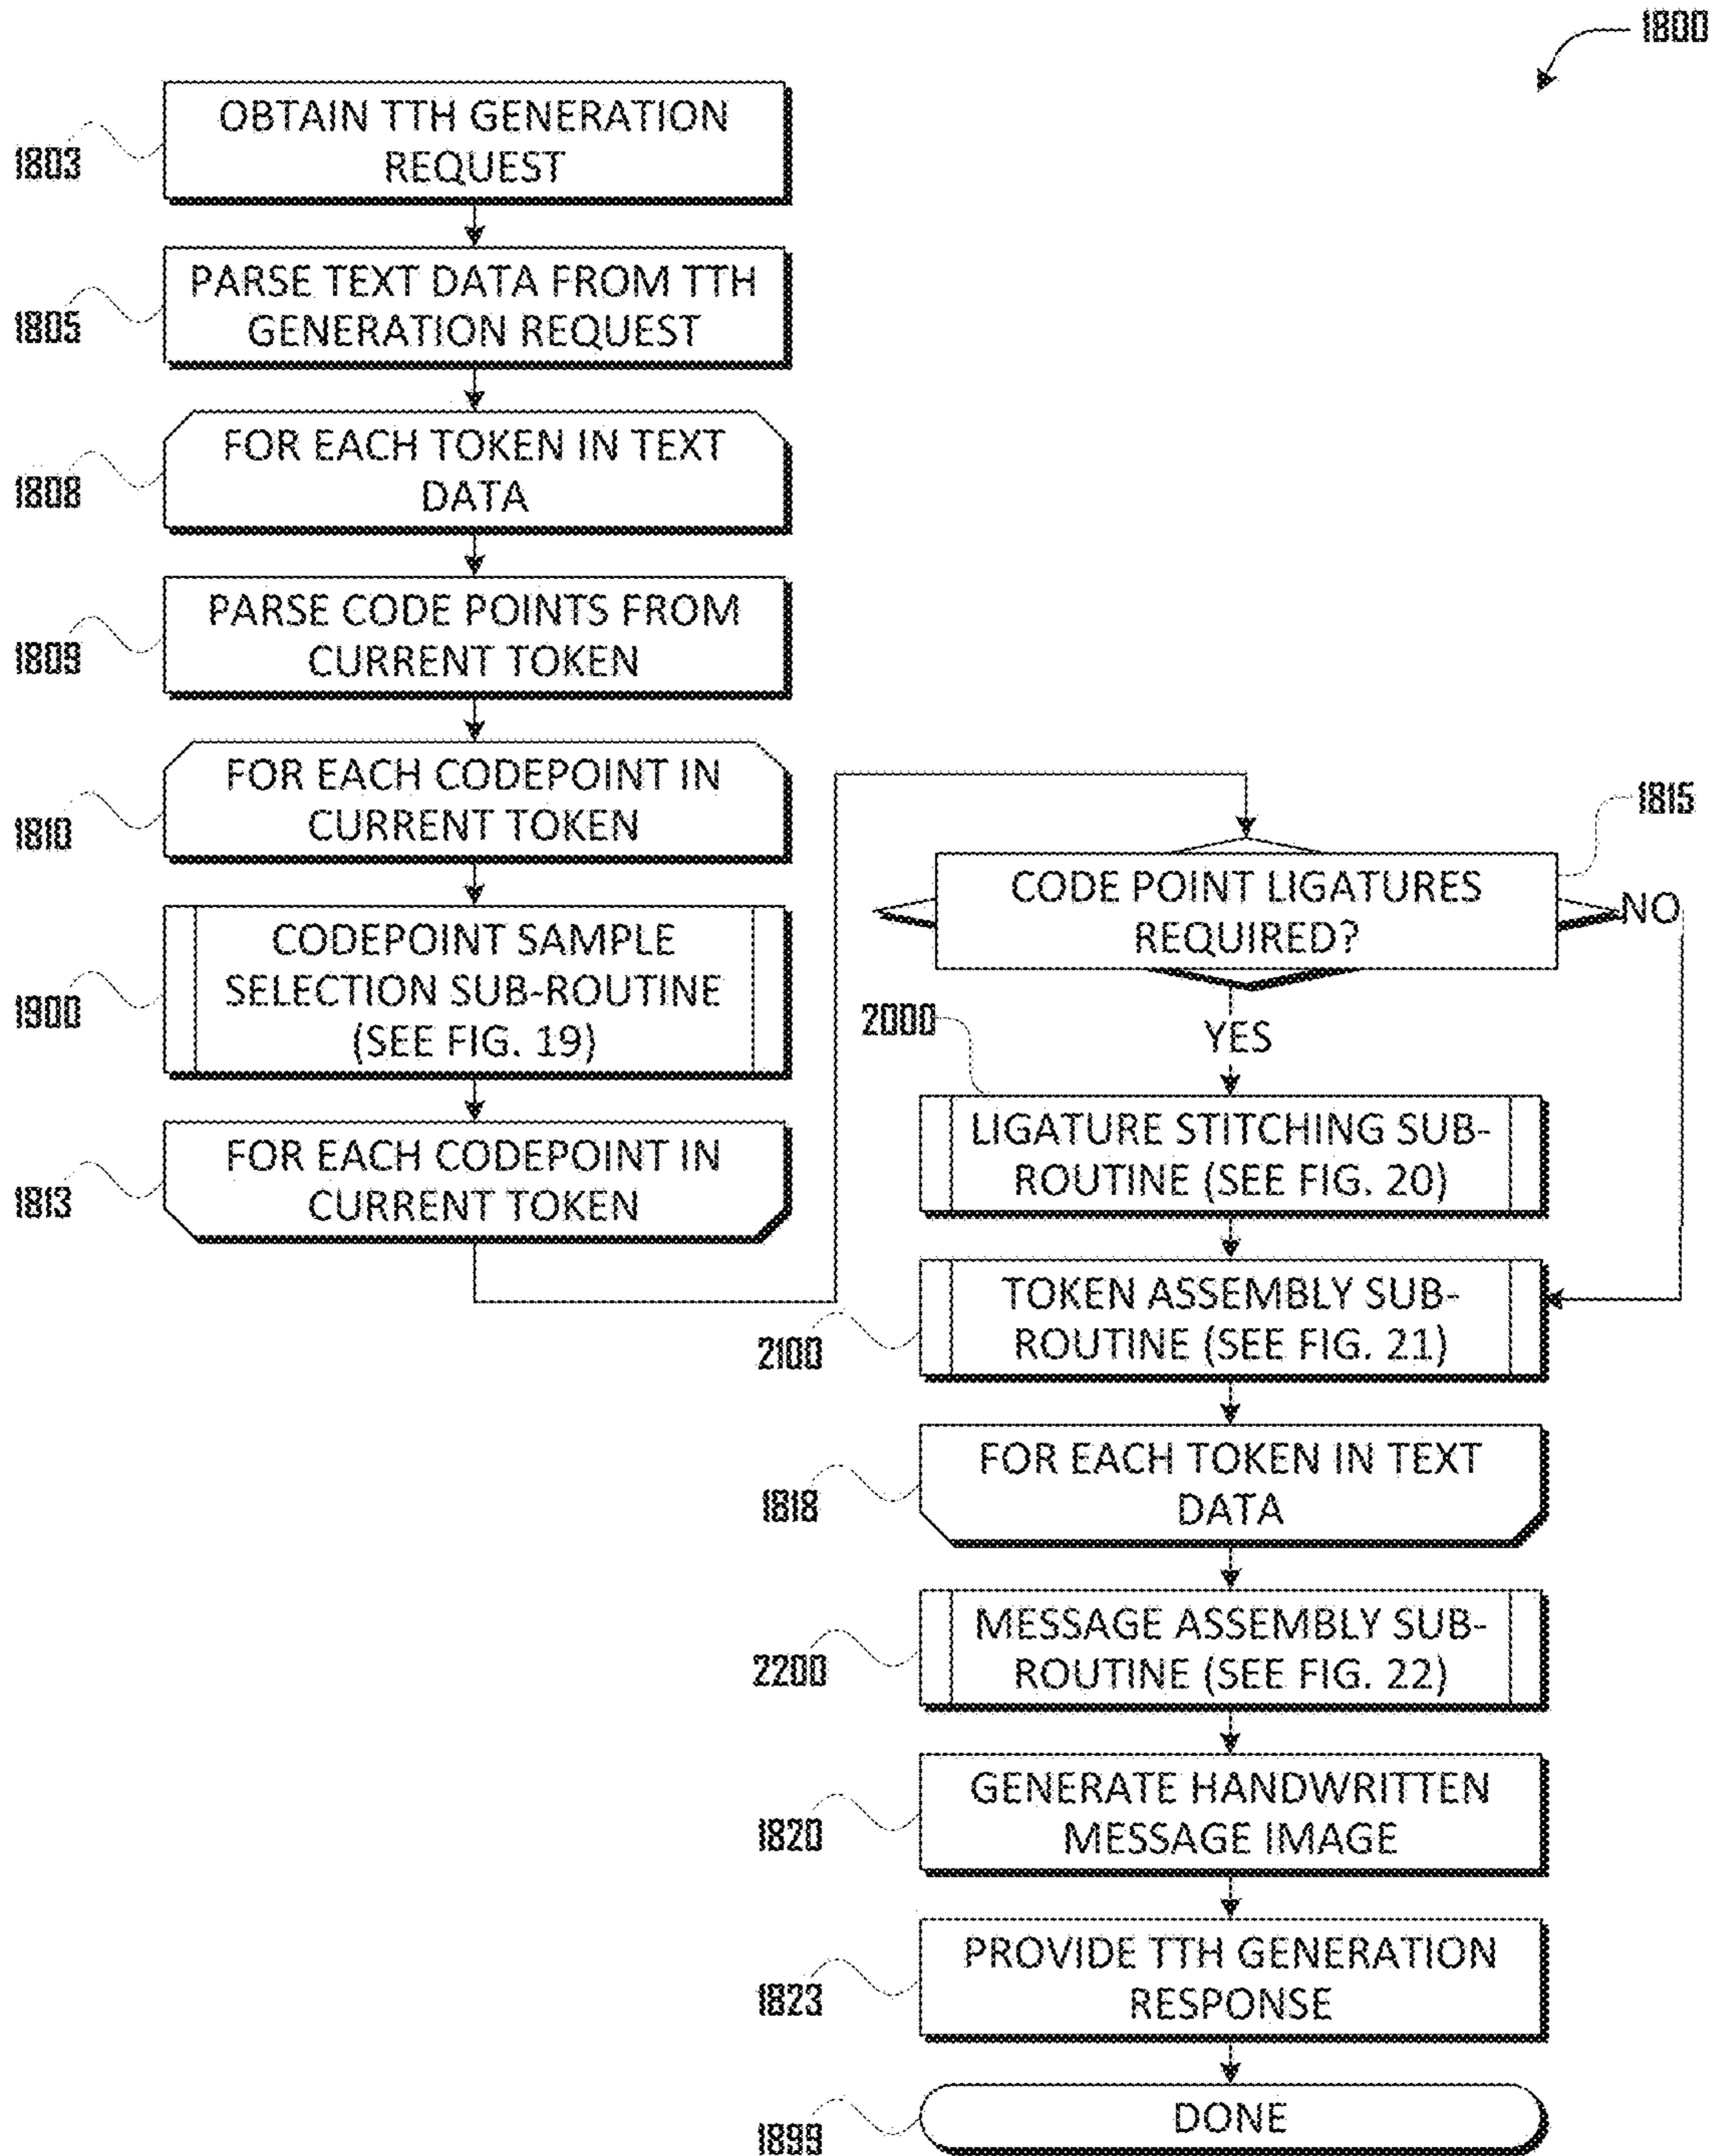 1800
1803
OBTAIN TTH GENERATION
REQUEST
1805
PARSE TEXT DATA FROM TTH
GENERATION REQUEST
1808
FOR EACH TOKEN IN TEXT
DATA
1809
PARSE CODE POINTS FROM
CURRENT TOKEN
1810
FOR EACH CODEPOINT IN
CURRENT TOKEN
1900
CODEPOINT SAMPLE
SELECTION SUB-ROUTINE
(SEE FIG. 19)
1813
FOR EACH CODEPOINT IN
CURRENT TOKEN
1815
CODE POINT LIGATURES
REQUIRED?
NO
YES
2000
LIGATURE STITCHING SUB-
ROUTINE (SEE FIG. 20)
2100
TOKEN ASSEMBLY SUB-
ROUTINE (SEE FIG. 21)
1818
FOR EACH TOKEN IN TEXT
DATA
2200
MESSAGE ASSEMBLY SUB-
ROUTINE (SEE FIG. 22)
1820
GENERATE HANDWRITTEN
MESSAGE IMAGE
1823
PROVIDE TTH GENERATION
RESPONSE
1899
DONE